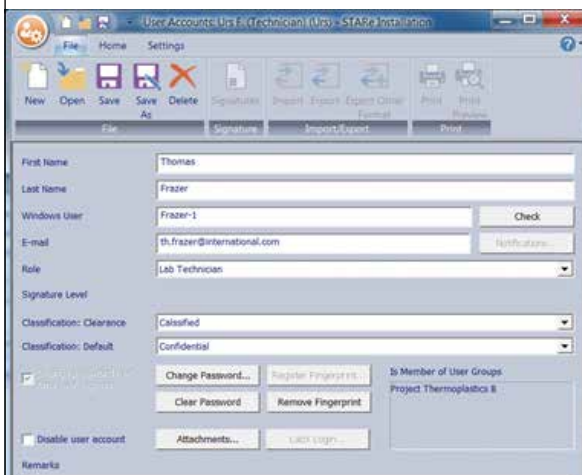 User Accounts: Urs E. (Technician) (Urs) - STARe Installation
File Home Settings
New Open Save Save As Delete Signatures Import Export Export Other Format Print Print Preview
File Signature Import/Export Print
First Name Thomas
Last Name Frazer
Windows User Frazer-1 Check
E-mail th.frazer@international.com Notifications...
Role Lab Technician
Signature Level
Classification: Clearance Calssified
Classification: Default Confidential
Change Password... Register Fingerprint... Is Member of User Groups
Project Thermoplastics B
Clear Password Remove Fingerprint
Disable user account Attachments... Last Login...
Remarks